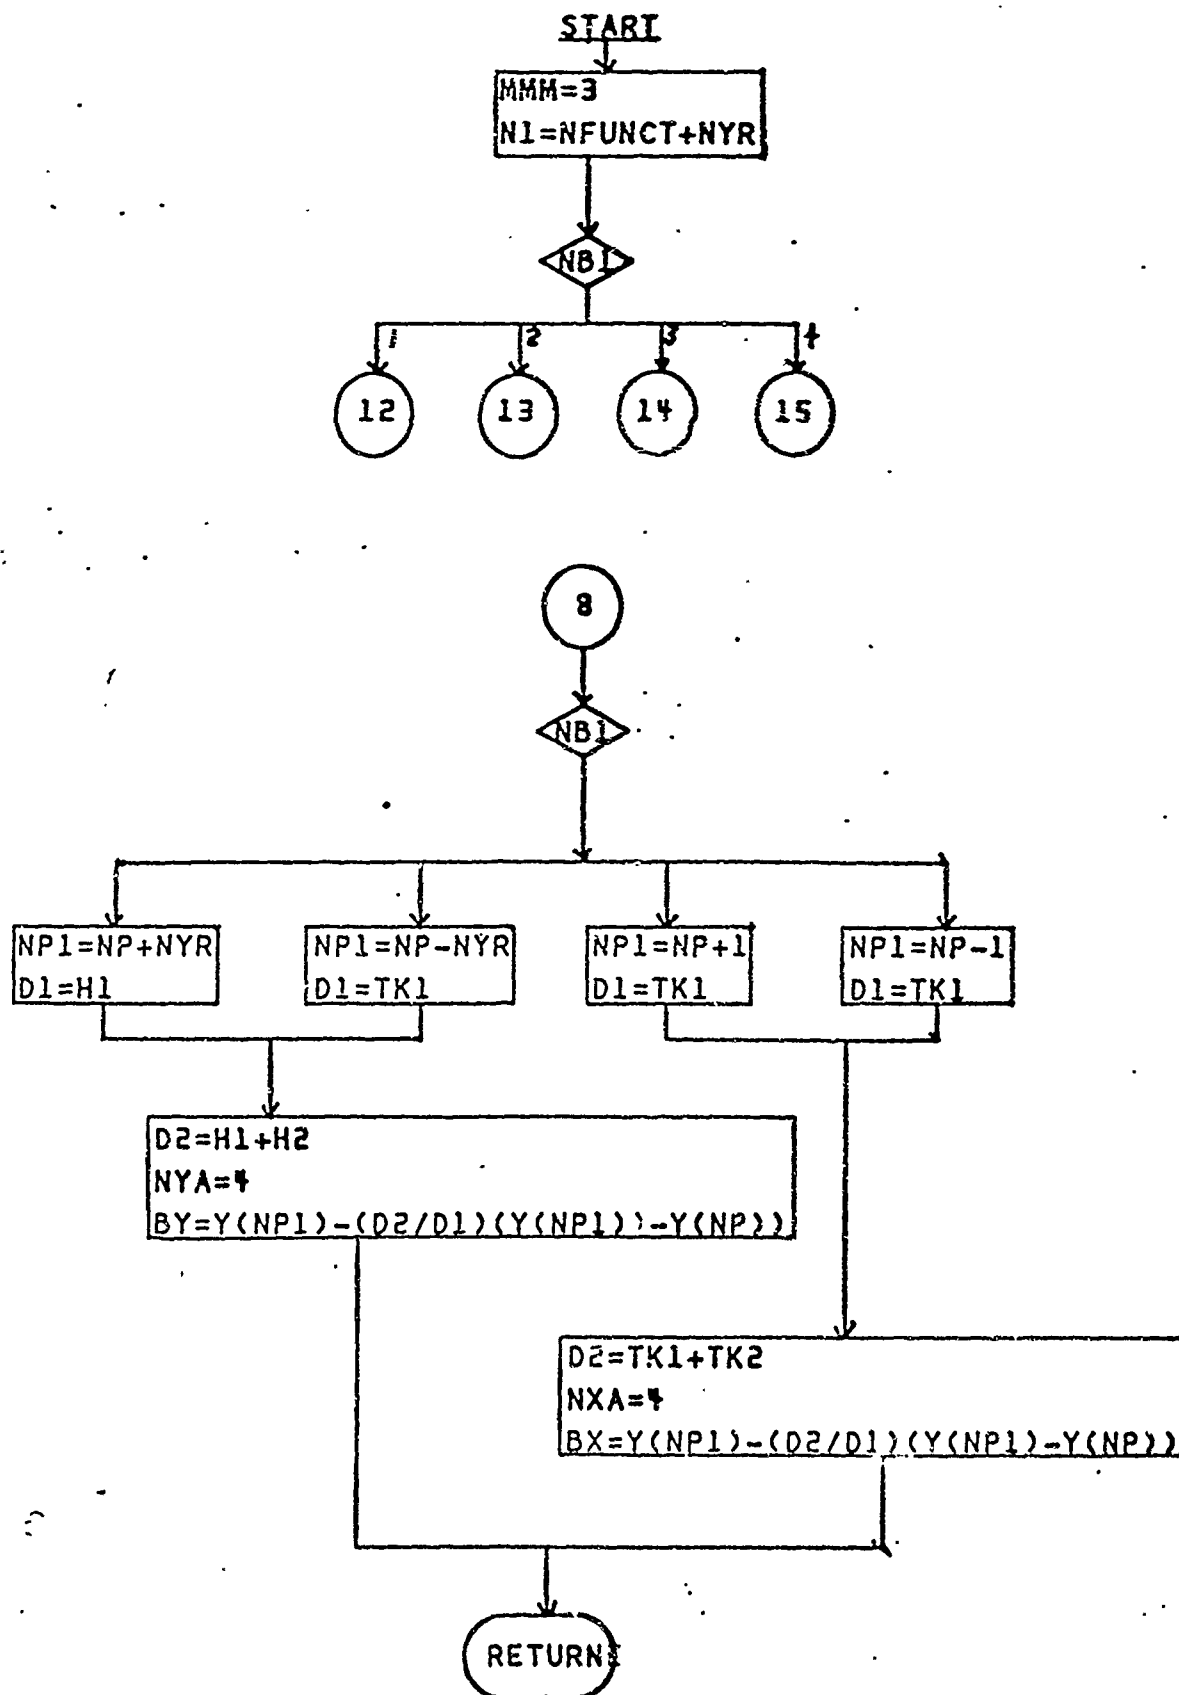 START
MMM=3
N1=NFUNCT+NYR
NB1
1 2 3 4
12 13 14 15
8
NB1
NP1=NP+NYR
D1=H1
NP1=NP-NYR
D1=TK1
NP1=NP+1
D1=TK1
NP1=NP-1
D1=TK1
D2=H1+H2
NYA=4
BY=Y(NP1)-(D2/D1)(Y(NP1))-Y(NP))
D2=TK1+TK2
NXA=4
BX=Y(NP1)-(D2/D1)(Y(NP1)-Y(NP))
RETURN